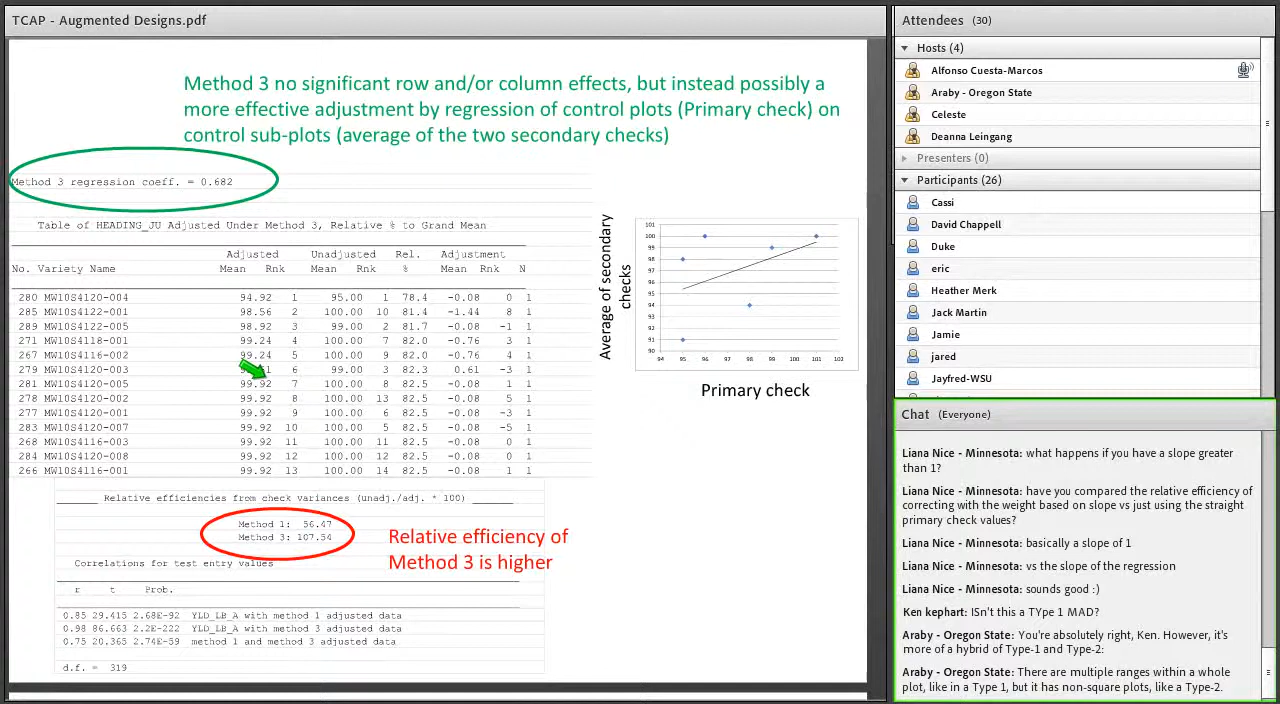 TCAP - Augmented Designs.pdf
Method 3 no significant row and/or column effects, but instead possibly a
more effective adjustment by regression of control plots (Primary check) on
control sub-plots (average of the two secondary checks)
Method 3 regression coeff. = 0.682
Table of HEADING_JU Adjusted Under Method 3, Relative % to Grand Mean
Adjusted Unadjusted Rel. Adjustment
No. Variety Name Mean Rnk Mean Rnk % Mean Rnk N
280 MW10S4120-004 94.92 1 95.00 1 78.4 -0.08 0 1
285 MW10S4122-001 98.56 2 100.00 10 81.4 -1.44 8 1
289 MW10S4122-005 98.92 3 99.00 2 81.7 -0.08 -1 1
271 MW10S4118-001 99.24 4 100.00 7 82.0 -0.76 3 1
267 MW10S4116-002 99.24 5 100.00 9 82.0 -0.76 4 1
279 MW10S4120-003 6 99.00 3 82.3 0.61 -3 1
281 MW10S4120-005 99.92 7 100.00 8 82.5 -0.08 1 1
278 MW10S4120-002 99.92 8 100.00 13 82.5 -0.08 5 1
277 MW10S4120-001 99.92 9 100.00 6 82.5 -0.08 -3 1
283 MW10S4120-007 99.92 10 100.00 5 82.5 -0.08 -5 1
268 MW10S4116-003 99.92 11 100.00 11 82.5 -0.08 0 1
284 MW10S4120-008 99.92 12 100.00 12 82.5 -0.08 0 1
266 MW10S4116-001 99.92 13 100.00 14 82.5 -0.08 1 1
Average of secondary
checks
101
100
99
98
97
96
95
94
93
92
91
90
94 95 96 97 98 99 100 101 102
Primary check
Relative efficiencies from check variances (unadj./adj. * 100)
Method 1: 56.47
Method 3: 107.54
Relative efficiency of
Method 3 is higher
Correlations for test entry values
r t Prob.
0.85 29.415 2.68E-92 YLD_LB_A with method 1 adjusted data
0.98 86.663 2.2E-222 YLD_LB_A with method 3 adjusted data
0.75 20.365 2.74E-59 method 1 and method 3 adjusted data
d.f. = 319
Attendees (30)
Hosts (4)
Alfonso Cuesta-Marcos
Araby - Oregon State
Celeste
Deanna Leingang
Presenters (0)
Participants (26)
Cassi
David Chappell
Duke
eric
Heather Merk
Jack Martin
Jamie
jared
Jayfred-WSU
Chat (Everyone)
Liana Nice - Minnesota: what happens if you have a slope greater
than 1?
Liana Nice - Minnesota: have you compared the relative efficiency of
correcting with the weight based on slope vs just using the straight
primary check values?
Liana Nice - Minnesota: basically a slope of 1
Liana Nice - Minnesota: vs the slope of the regression
Liana Nice - Minnesota: sounds good :)
Ken kephart: ISn't this a TYpe 1 MAD?
Araby - Oregon State: You're absolutely right, Ken. However, it's
more of a hybrid of Type-1 and Type-2:
Araby - Oregon State: There are multiple ranges within a whole
plot, like in a Type 1, but it has non-square plots, like a Type-2.